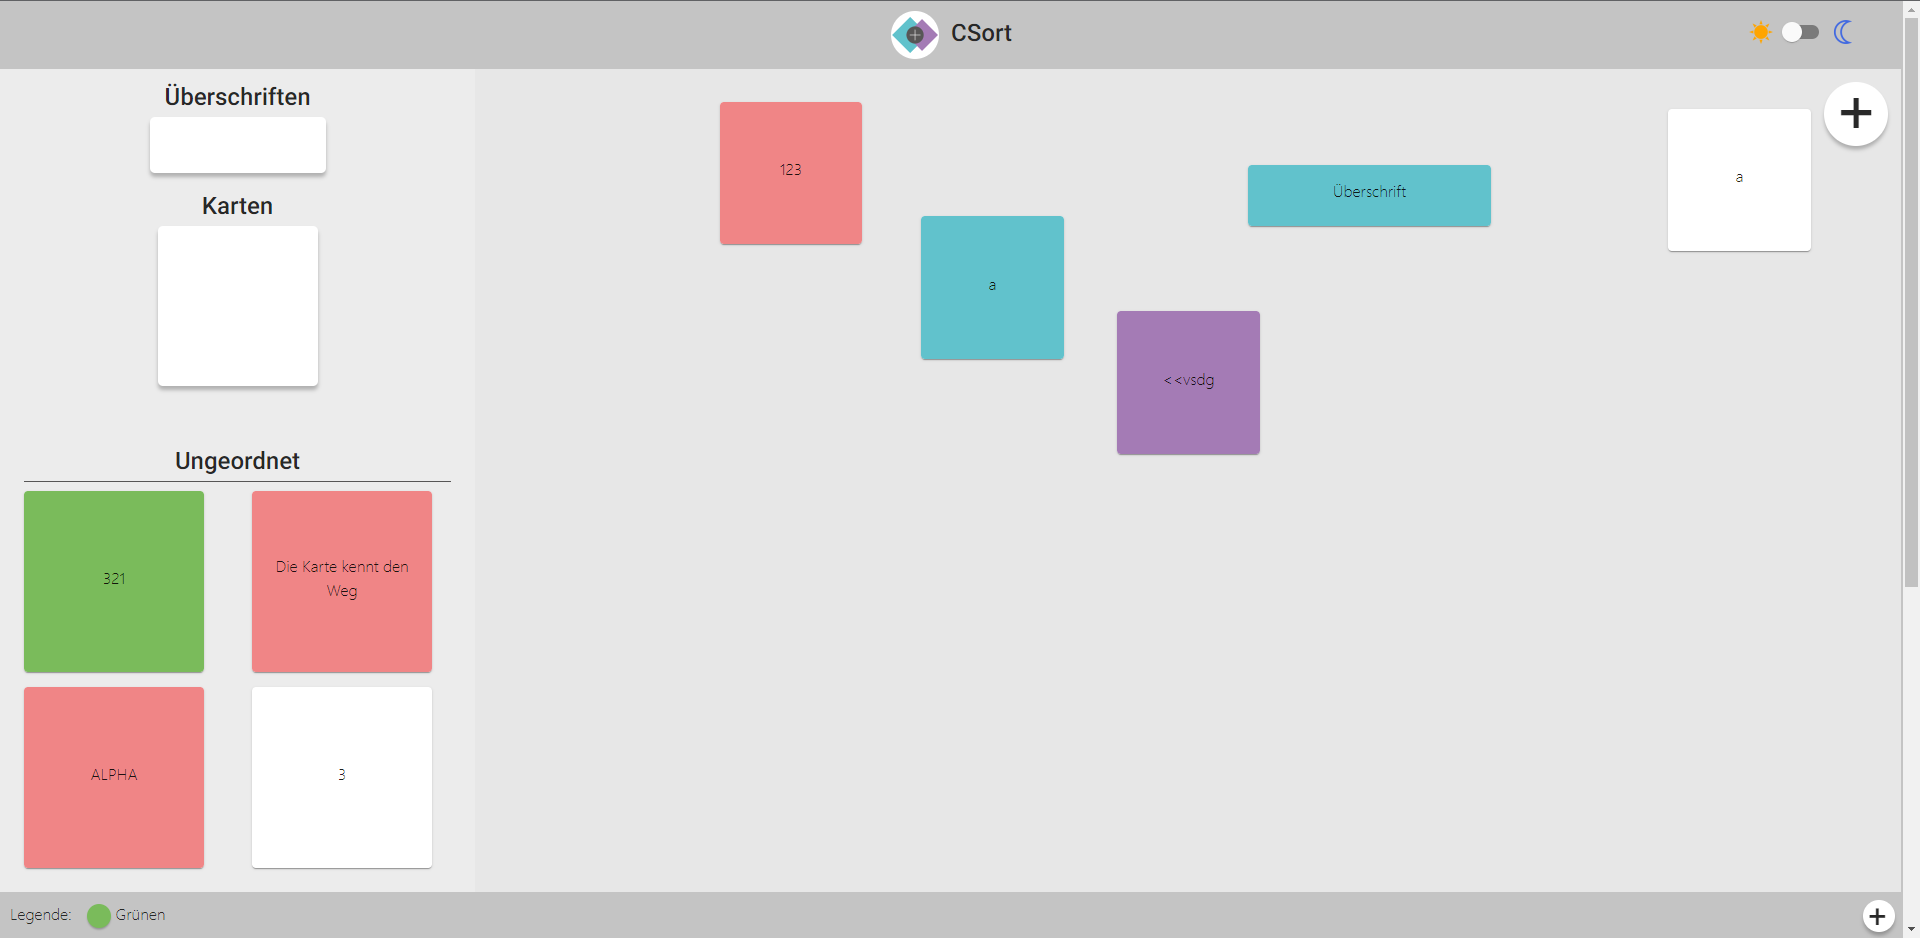 CSort
Überschriften
Karten
Ungeordnet
321
Die Karte kennt den
Weg
ALPHA
3
123
a
<<vsdg
Überschrift
a
Legende: Grünen